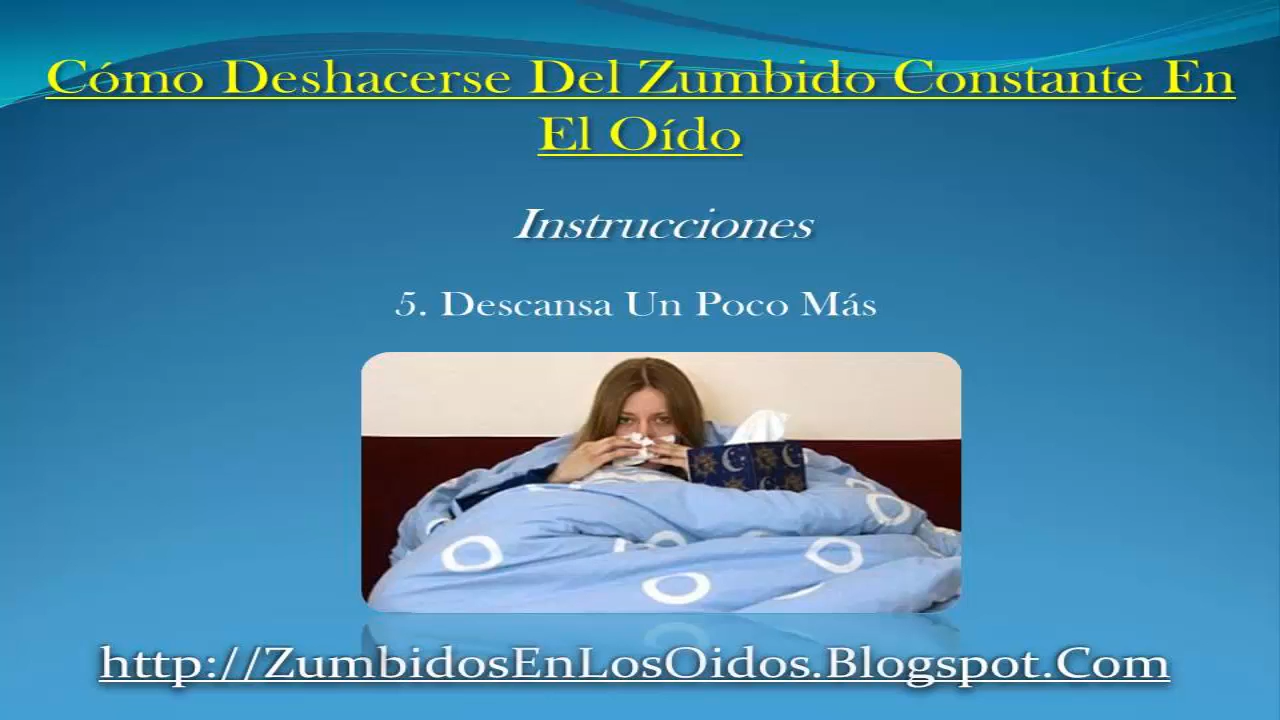 Cómo Deshacerse Del Zumbido Constante En
El Oído
Instrucciones
5. Descansa Un Poco Más
http://ZumbidosEnLosOidos.Blogspot.Com